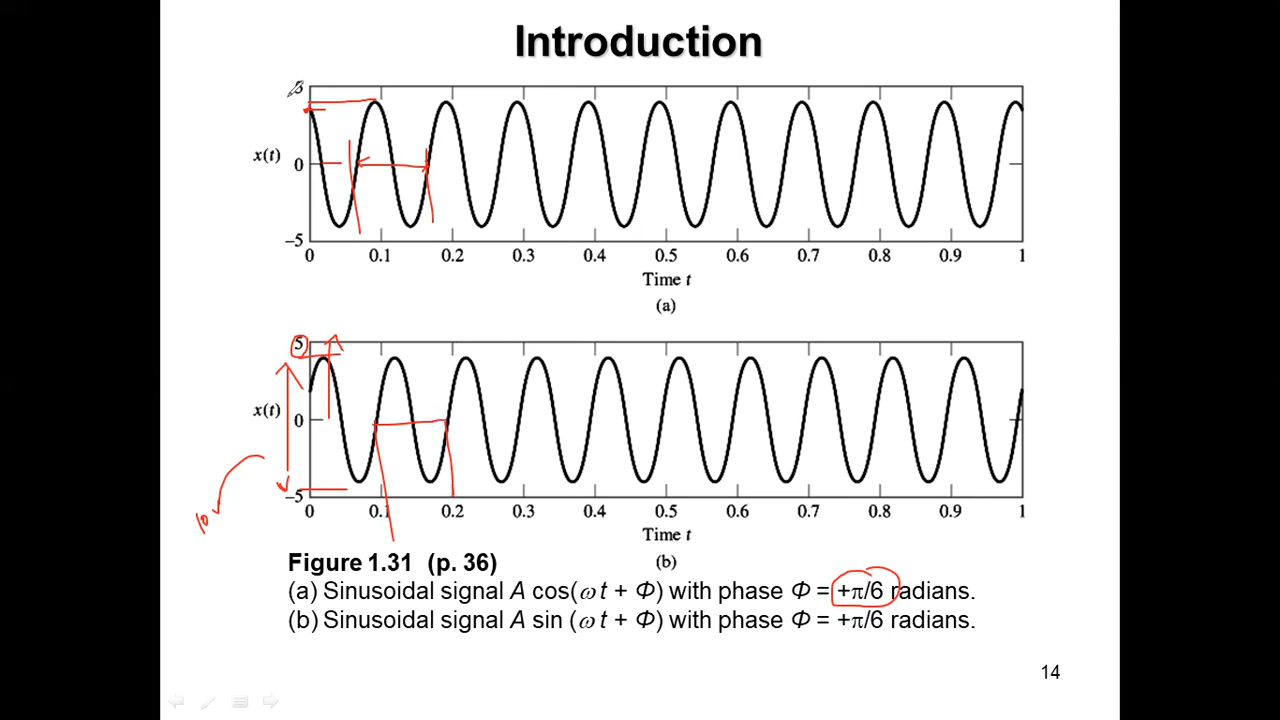 Introduction
5
x(t)
0
–5
0 0.1 0.2 0.3 0.4 0.5 0.6 0.7 0.8 0.9 1
Time t
(a)
5
x(t)
0
–5
0 0.1 0.2 0.3 0.4 0.5 0.6 0.7 0.8 0.9 1
Time t
10
(b)
Figure 1.31 (p. 36)
(a) Sinusoidal signal A cos(ω t + Φ) with phase Φ = +π/6 radians.
(b) Sinusoidal signal A sin (ω t + Φ) with phase Φ = +π/6 radians.
14